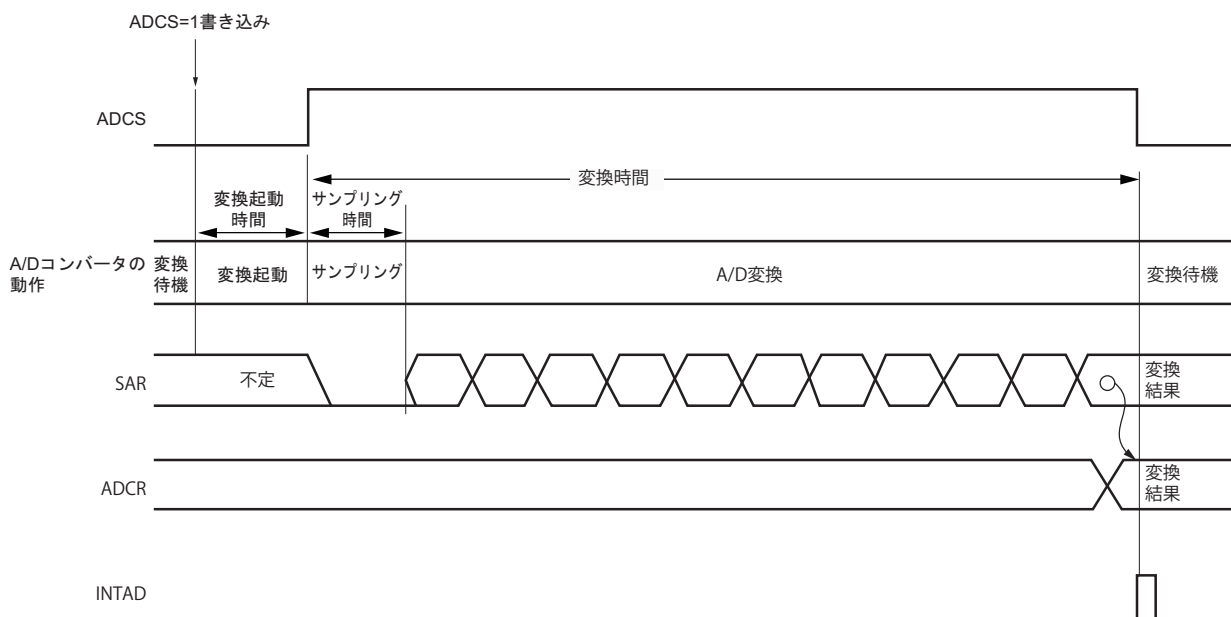 ADCS=1書き込み
ADCS
変換時間
変換起動
時間
サンプリング
時間
A/Dコンバータの
動作
変換
待機
変換起動
サンプリング
A/D変換
変換待機
SAR
不定
変換
結果
ADCR
変換
結果
INTAD